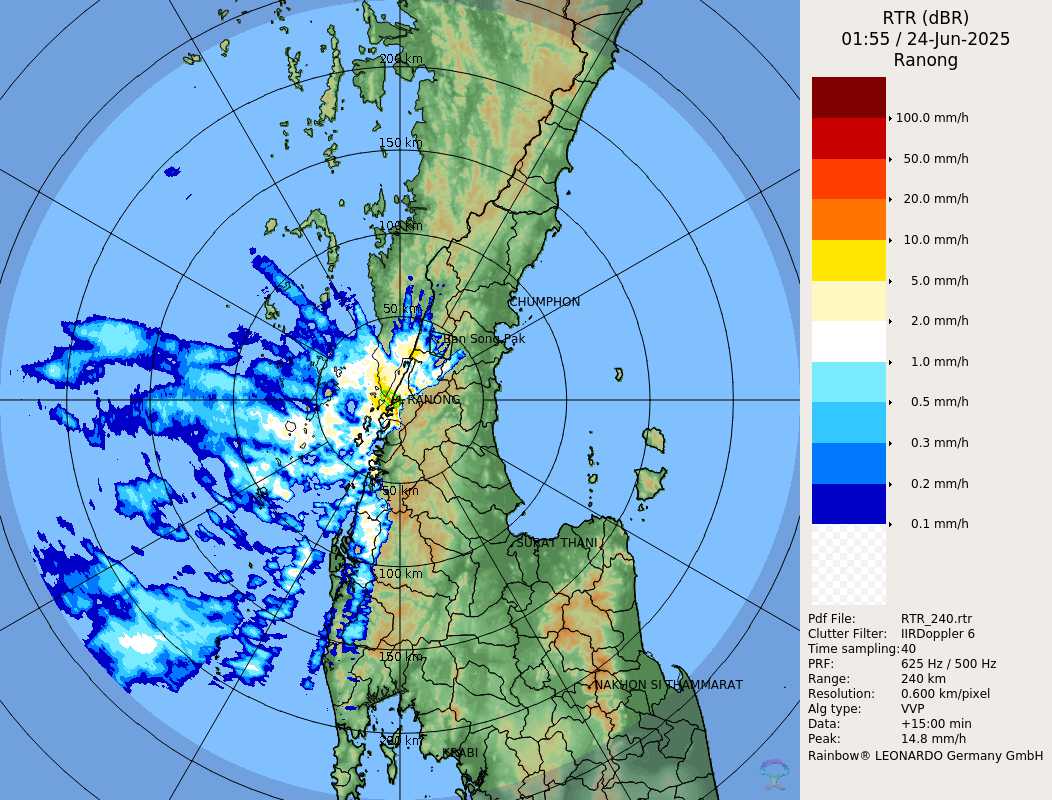 RTR (dBR)
01:55 / 24-Jun-2025
Ranong
100.0 mm/h
50.0 mm/h
20.0 mm/h
10.0 mm/h
5.0 mm/h
2.0 mm/h
1.0 mm/h
0.5 mm/h
0.3 mm/h
0.2 mm/h
0.1 mm/h
Pdf File: RTR_240.rtr
Clutter Filter: IIRDoppler 6
Time sampling:40
PRF: 625 Hz / 500 Hz
Range: 240 km
Resolution: 0.600 km/pixel
Alg type: VVP
Data: +15:00 min
Peak: 14.8 mm/h
Rainbow® LEONARDO Germany GmbH
200 km
150 km
100 km
50 km
CHUMPHON
Ban Song Pak
RANONG
50 km
SURAT THANI
100 km
150 km
NAKHON SI THAMMARAT
200 km
KRABI